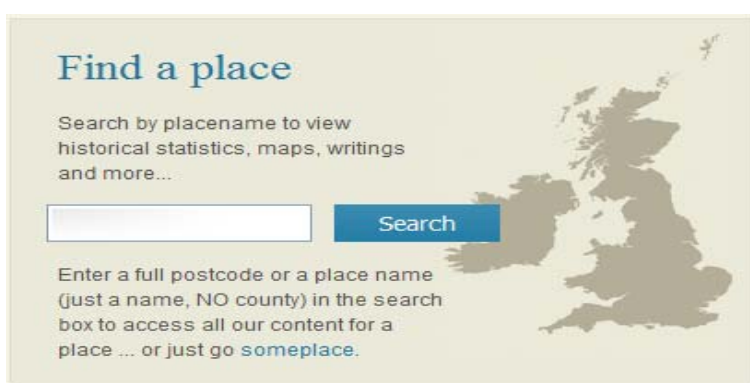 Find a place
Search by placename to view
historical statistics, maps, writings
and more...
Search
Enter a full postcode or a place name
(just a name, NO county) in the search
box to access all our content for a
place ... or just go someplace.